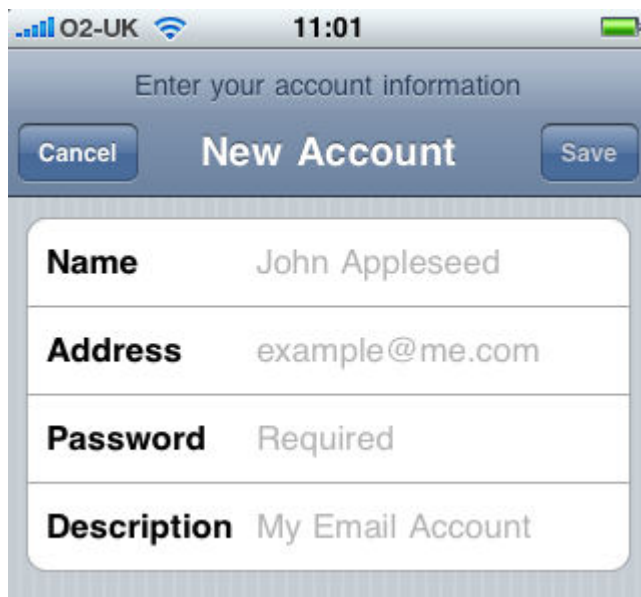 O2-UK 11:01
Enter your account information
Cancel New Account Save
Name John Appleseed
Address example@me.com
Password Required
Description My Email Account